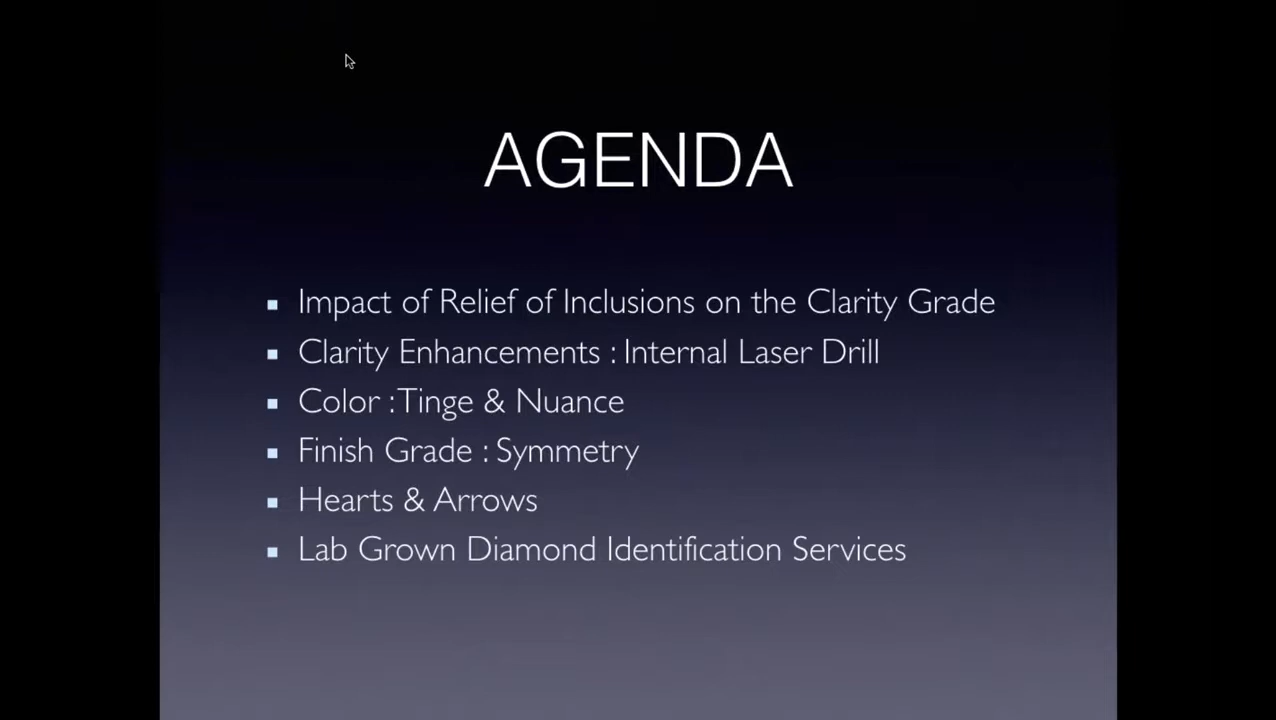 AGENDA
Impact of Relief of Inclusions on the Clarity Grade
Clarity Enhancements : Internal Laser Drill
Color : Tinge & Nuance
Finish Grade : Symmetry
Hearts & Arrows
Lab Grown Diamond Identification Services